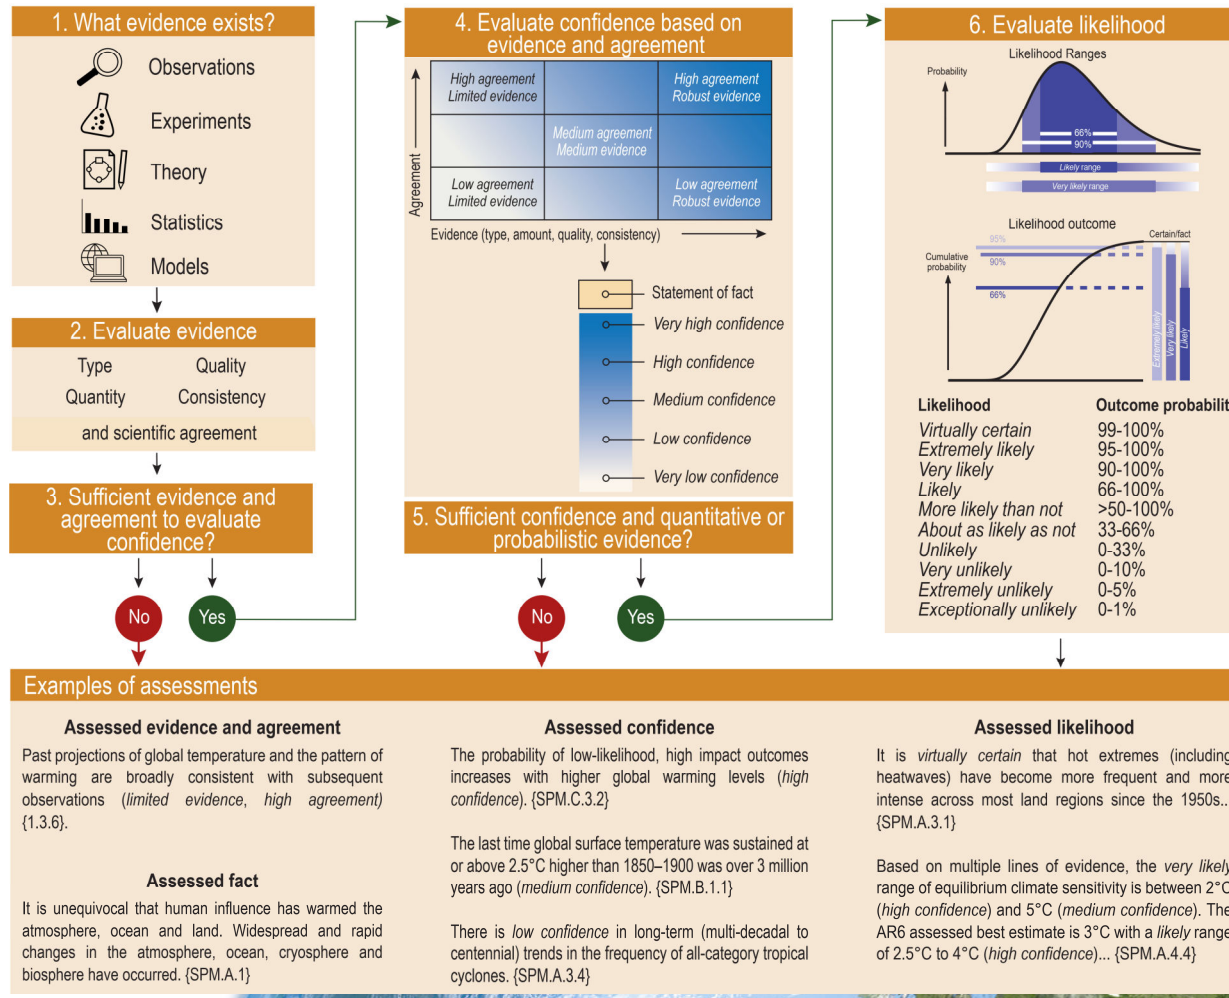 1. What evidence exists?
Observations
Experiments
Theory
Statistics
Models
2. Evaluate evidence
Type Quality
Quantity Consistency
and scientific agreement
3. Sufficient evidence and
agreement to evaluate
confidence?
No Yes
4. Evaluate confidence based on
evidence and agreement
Agreement
High agreement
Limited evidence
High agreement
Robust evidence
Medium agreement
Medium evidence
Low agreement
Limited evidence
Low agreement
Robust evidence
Evidence (type, amount, quality, consistency)
Statement of fact
Very high confidence
High confidence
Medium confidence
Low confidence
Very low confidence
5. Sufficient confidence and quantitative or
probabilistic evidence?
No Yes
6. Evaluate likelihood
Likelihood Ranges
Probability
66%
90%
Likely range
Very likely range
Likelihood outcome
Certain/fact
Cumulative
probability
95%
90%
66%
Extremely likely
Very likely
Likely
Likelihood Outcome probabilit
Virtually certain 99-100%
Extremely likely 95-100%
Very likely 90-100%
Likely 66-100%
More likely than not >50-100%
About as likely as not 33-66%
Unlikely 0-33%
Very unlikely 0-10%
Extremely unlikely 0-5%
Exceptionally unlikely 0-1%
Examples of assessments
Assessed evidence and agreement
Past projections of global temperature and the pattern of
warming are broadly consistent with subsequent
observations (limited evidence, high agreement)
{1.3.6}.
Assessed fact
It is unequivocal that human influence has warmed the
atmosphere, ocean and land. Widespread and rapid
changes in the atmosphere, ocean, cryosphere and
biosphere have occurred. {SPM.A.1}
Assessed confidence
The probability of low-likelihood, high impact outcomes
increases with higher global warming levels (high
confidence). {SPM.C.3.2}
The last time global surface temperature was sustained at
or above 2.5°C higher than 1850–1900 was over 3 million
years ago (medium confidence). {SPM.B.1.1}
There is low confidence in long-term (multi-decadal to
centennial) trends in the frequency of all-category tropical
cyclones. {SPM.A.3.4}
Assessed likelihood
It is virtually certain that hot extremes (including
heatwaves) have become more frequent and more
intense across most land regions since the 1950s...
{SPM.A.3.1}
Based on multiple lines of evidence, the very likely
range of equilibrium climate sensitivity is between 2°C
(high confidence) and 5°C (medium confidence). The
AR6 assessed best estimate is 3°C with a likely range
of 2.5°C to 4°C (high confidence)... {SPM.A.4.4}